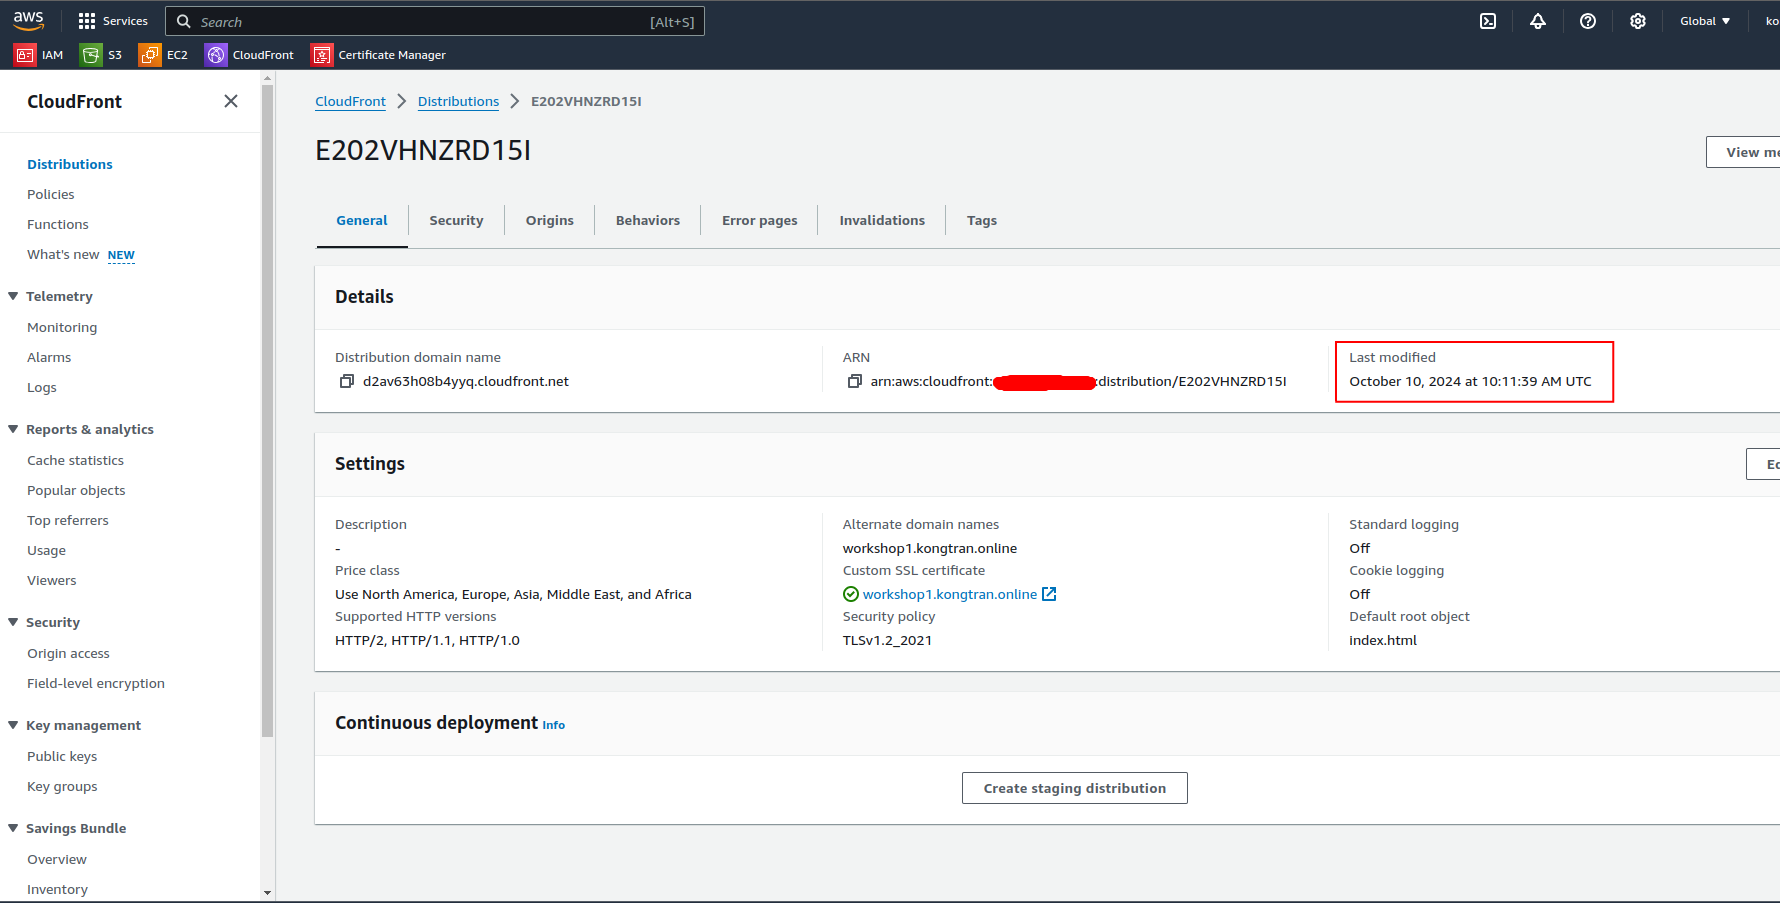 aws Services Search [Alt+S] Global
IAM S3 EC2 CloudFront Certificate Manager
CloudFront
Distributions
Policies
Functions
What's new NEW
Telemetry
Monitoring
Alarms
Logs
Reports & analytics
Cache statistics
Popular objects
Top referrers
Usage
Viewers
Security
Origin access
Field-level encryption
Key management
Public keys
Key groups
Savings Bundle
Overview
Inventory
CloudFront Distributions E202VHNZRD15I
E202VHNZRD15I
View
General Security Origins Behaviors Error pages Invalidations Tags
Details
Distribution domain name
d2av63h08b4yyq.cloudfront.net
ARN
arn:aws:cloudfront: :distribution/E202VHNZRD15I
Last modified
October 10, 2024 at 10:11:39 AM UTC
Settings
Description
-
Price class
Use North America, Europe, Asia, Middle East, and Africa
Supported HTTP versions
HTTP/2, HTTP/1.1, HTTP/1.0
Alternate domain names
workshop1.kongtran.online
Custom SSL certificate
workshop1.kongtran.online
Security policy
TLSv1.2_2021
Standard logging
Off
Cookie logging
Off
Default root object
index.html
Continuous deployment Info
Create staging distribution